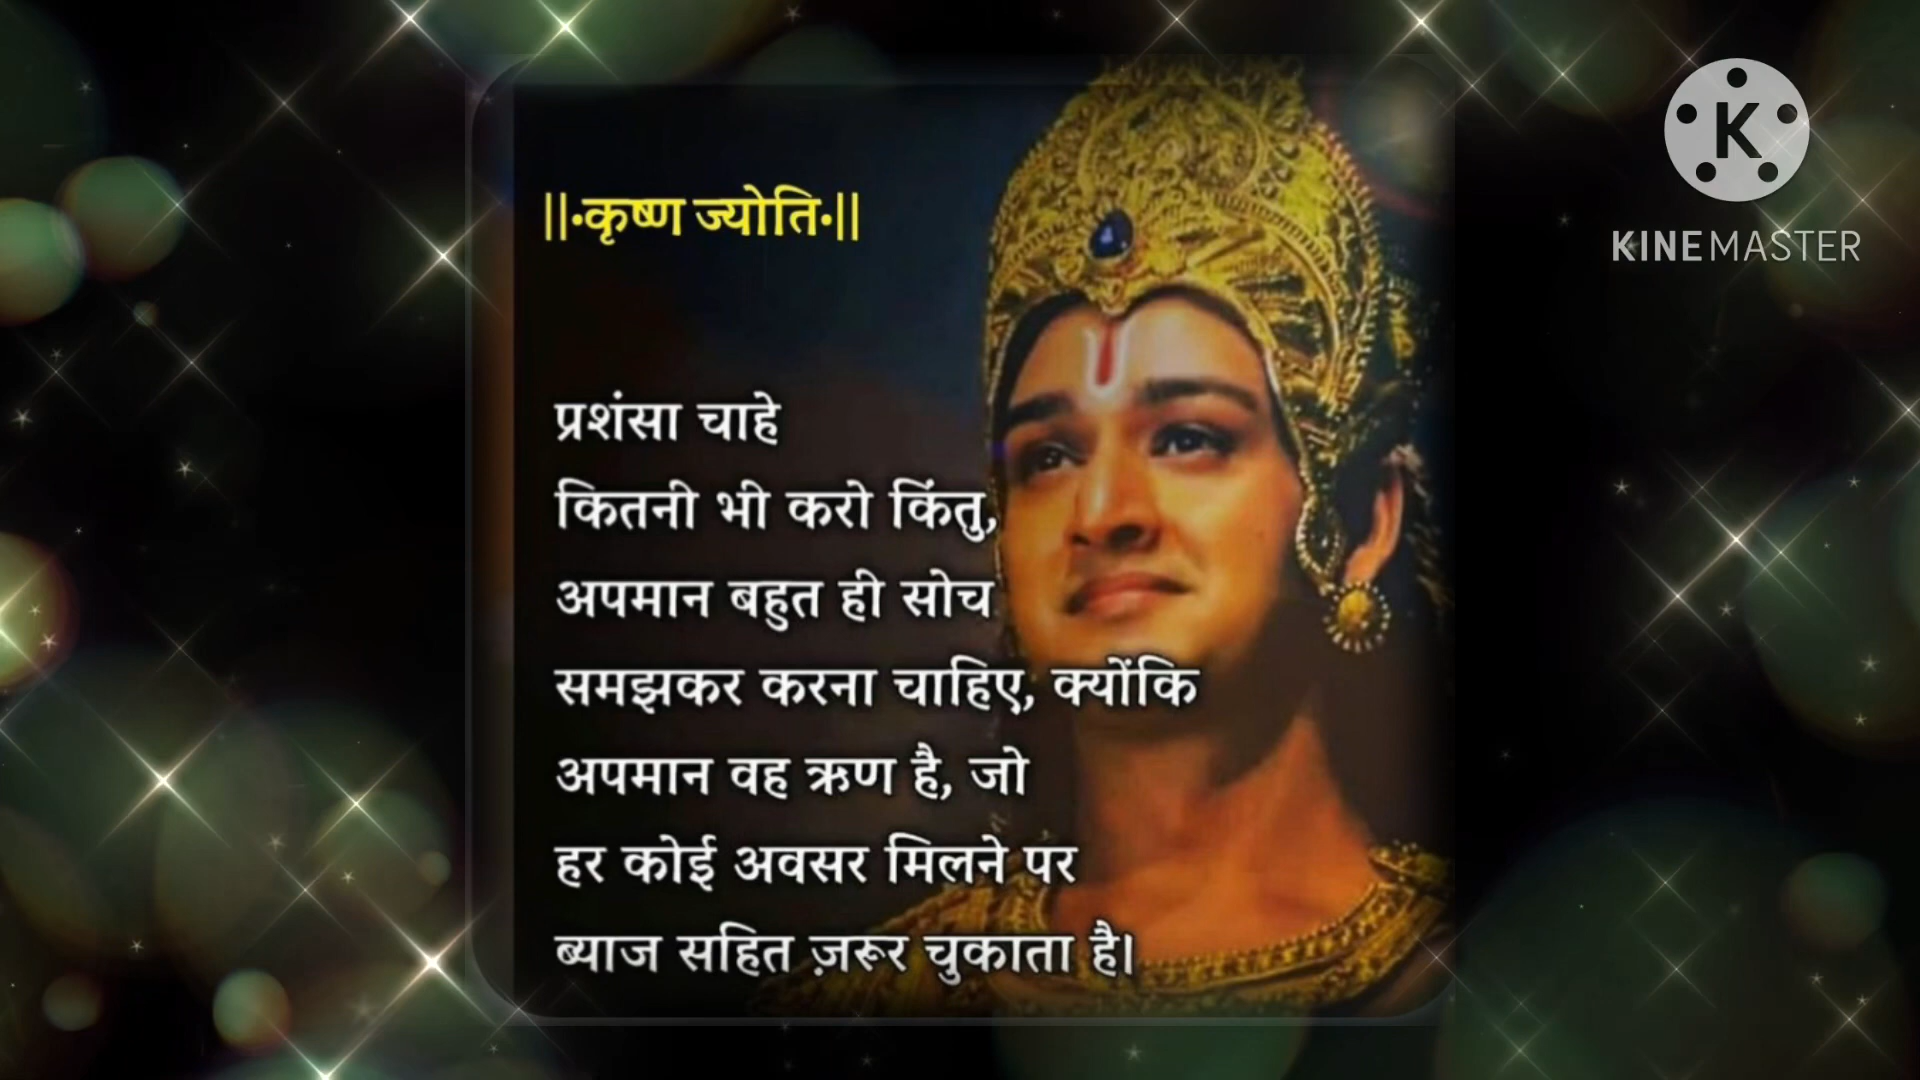 ||·कृष्ण ज्योति·||
प्रशंसा चाहे
कितनी भी करो किंतु,
अपमान बहुत ही सोच
समझकर करना चाहिए, क्योंकि
अपमान वह ऋण है, जो
हर कोई अवसर मिलने पर
ब्याज सहित ज़रूर चुकाता है।
K
KINEMASTER